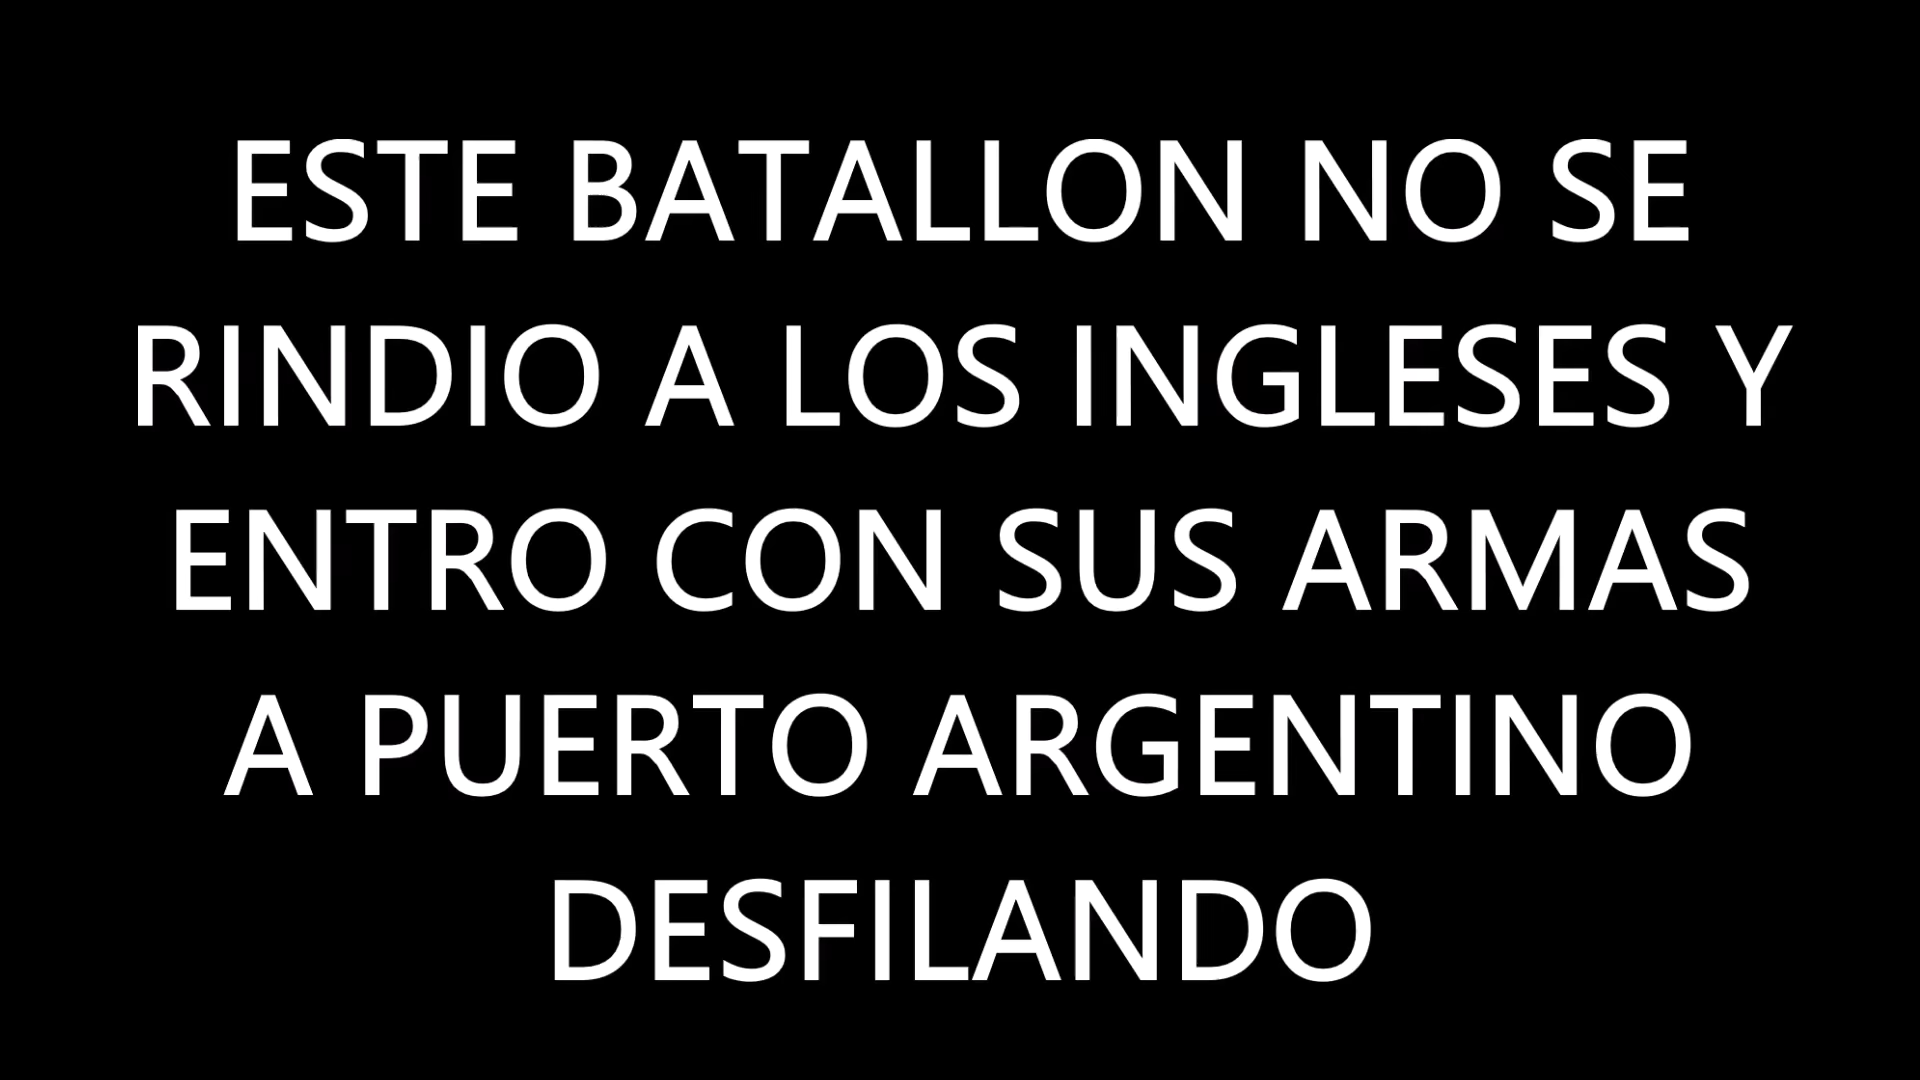 ESTE BATALLON NO SE
RINDIO A LOS INGLESES Y
ENTRO CON SUS ARMAS
A PUERTO ARGENTINO
DESFILANDO